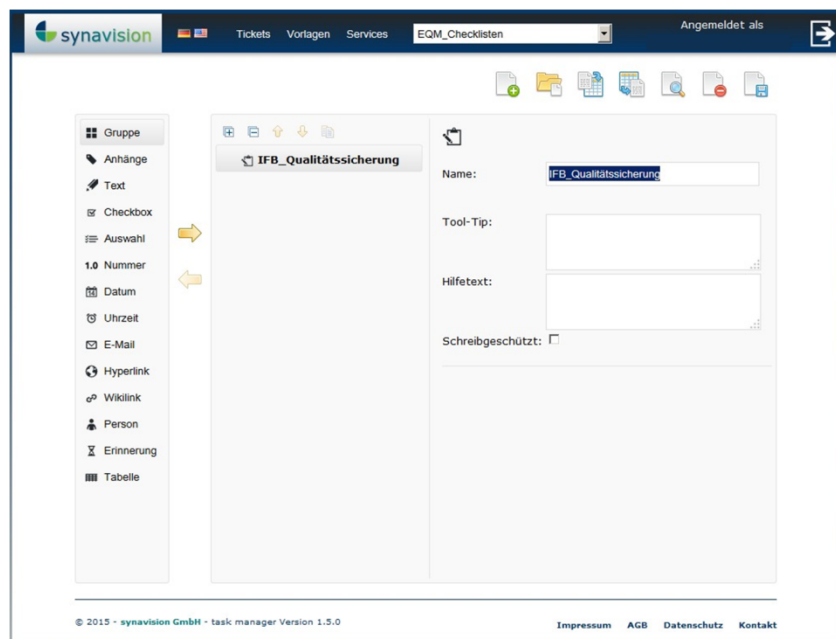 synavision
Tickets Vorlagen Services EQM_Checklisten Angemeldet als
Gruppe
Anhänge
Text
Checkbox
Auswahl
1.0 Nummer
14 Datum
Uhrzeit
E-Mail
Hyperlink
Wikilink
Person
Erinnerung
Tabelle
IFB_Qualitätssicherung
Name: IFB_Qualitätssicherung
Tool-Tip:
Hilfetext:
Schreibgeschützt:
© 2015 - synavision GmbH - task manager Version 1.5.0
Impressum AGB Datenschutz Kontakt